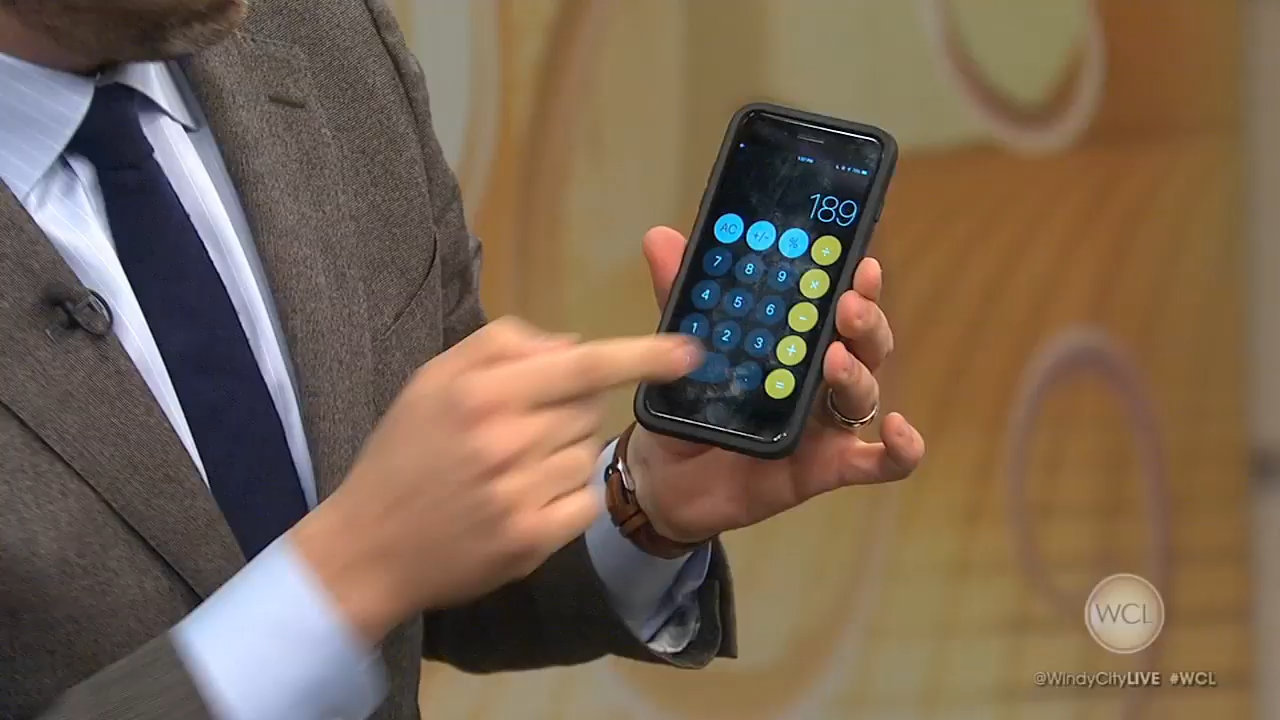 189
AC +/- % ÷
7 8 9 ×
4 5 6 −
1 2 3 +
=
WCL
@WindyCityLIVE #WCL